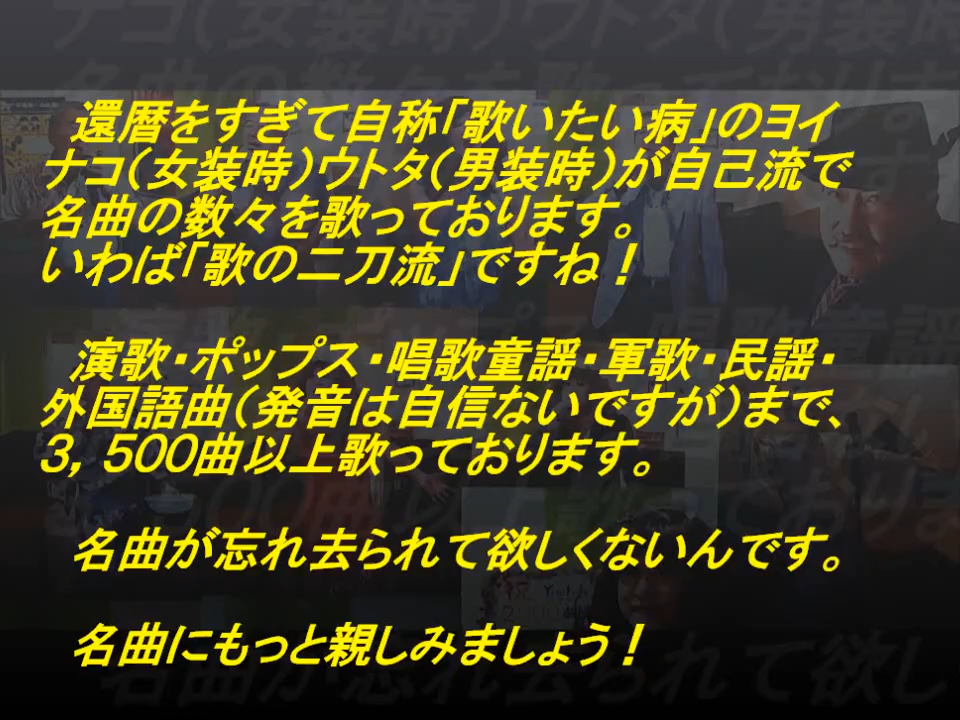 還暦をすぎて自称「歌いたい病」のヨイ
ナコ（女装時）ウトタ（男装時）が自己流で
名曲の数々を歌っております。
いわば「歌の二刀流」ですね！
演歌・ポップス・唱歌童謡・軍歌・民謡・
外国語曲（発音は自信ないですが）まで、
３，５００曲以上歌っております。
名曲が忘れ去られて欲しくないんです。
名曲にもっと親しみましょう！